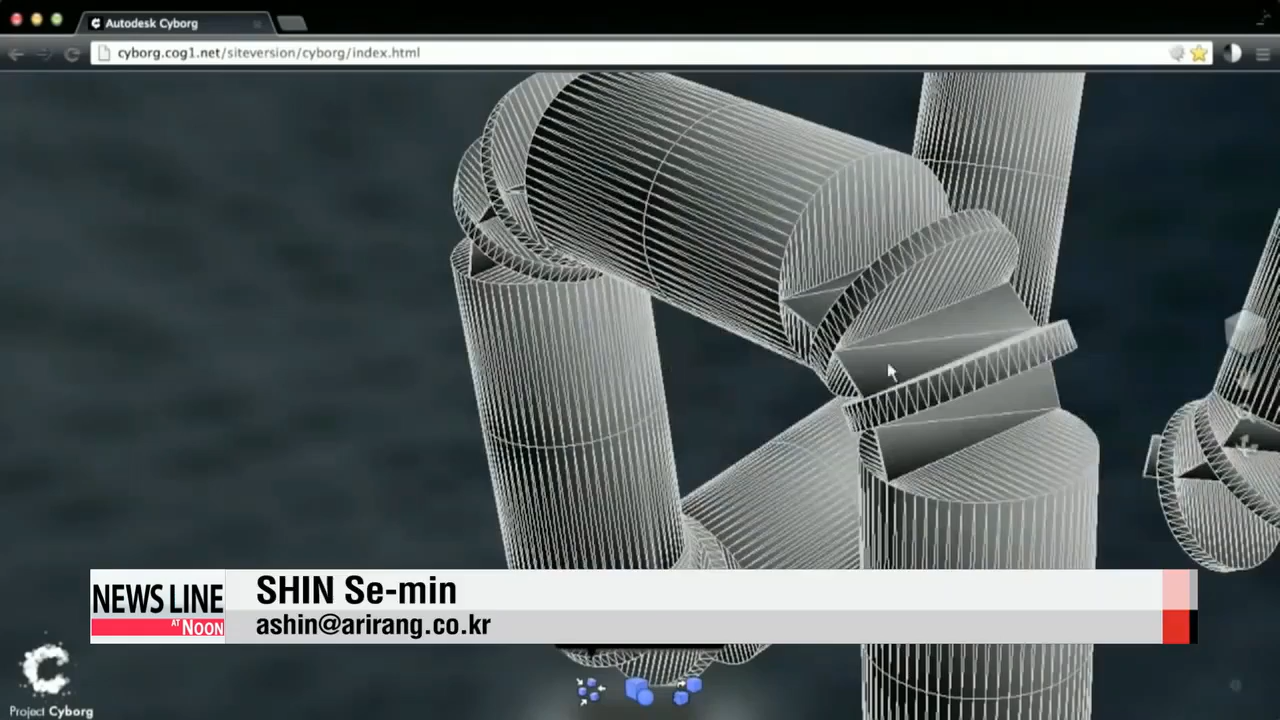 Autodesk Cyborg
cyborg.cog1.net/siteversion/cyborg/index.html
NEWS LINE
AT NOON
SHIN Se-min
ashin@arirang.co.kr
Project Cyborg